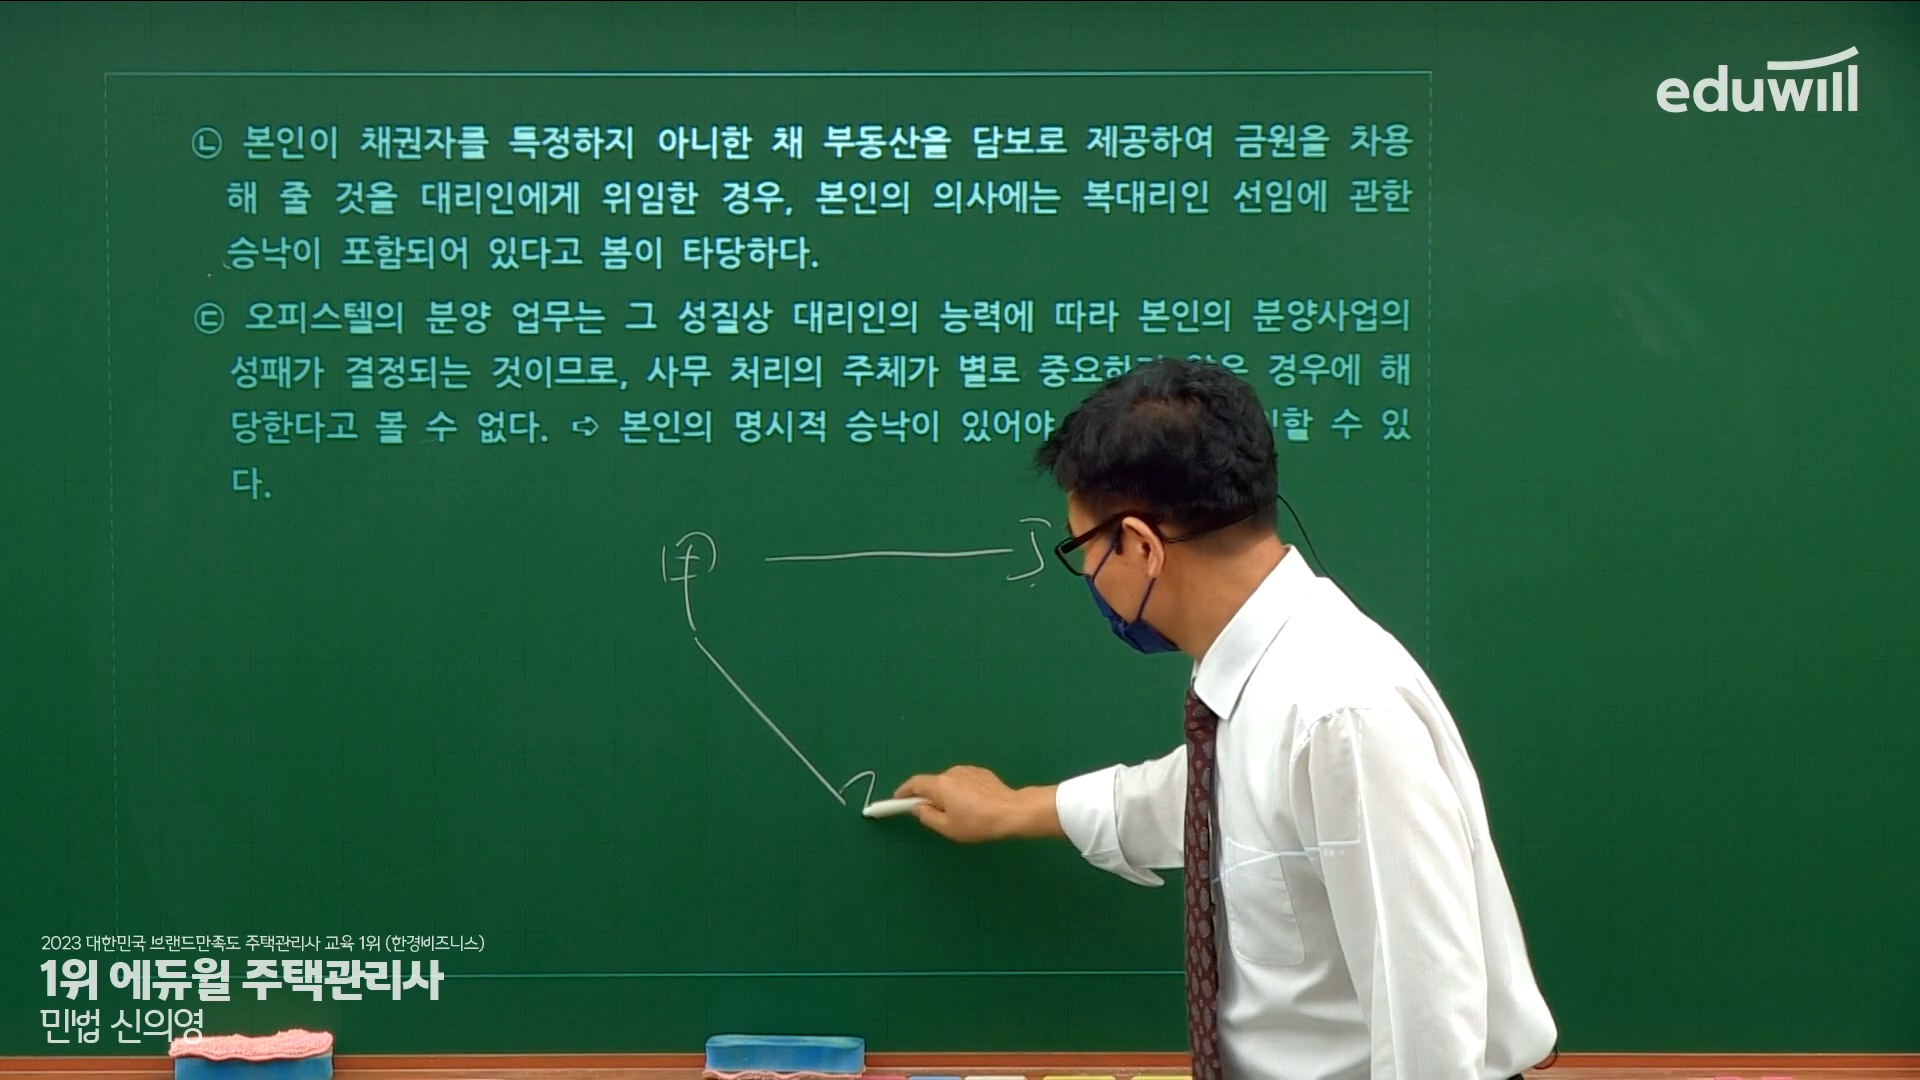 eduwill
㉡ 본인이 채권자를 특정하지 아니한 채 부동산을 담보로 제공하여 금원을 차용
해 줄 것을 대리인에게 위임한 경우, 본인의 의사에는 복대리인 선임에 관한
승낙이 포함되어 있다고 봄이 타당하다.
㉢ 오피스텔의 분양 업무는 그 성질상 대리인의 능력에 따라 본인의 분양사업의
성패가 결정되는 것이므로, 사무 처리의 주체가 별로 경우에 해
당한다고 볼 수 없다. ⇨ 본인의 명시적 승낙이 있어야 수 있
다.
甲
2023 대한민국 브랜드만족도 주택관리사 교육 1위 (한경비즈니스)
1위 에듀윌 주택관리사
민법 신의영